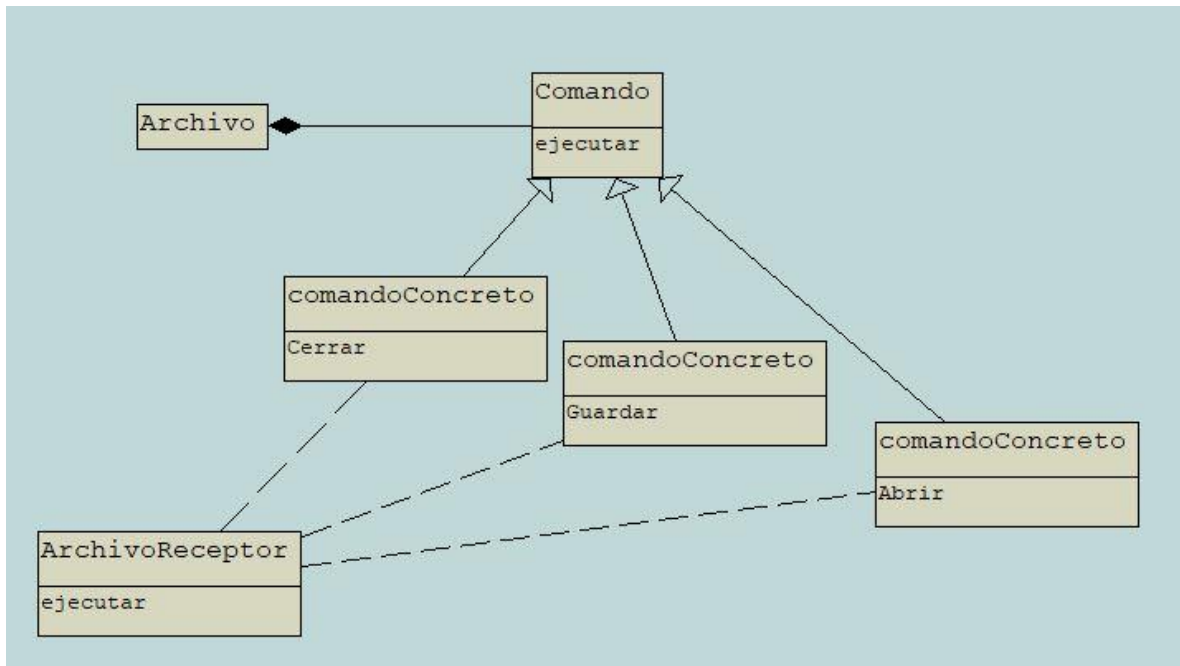 Comando
Archivo
ejecutar
comandoConcreto
Cerrar
comandoConcreto
Guardar
comandoConcreto
Abrir
ArchivoReceptor
ejecutar